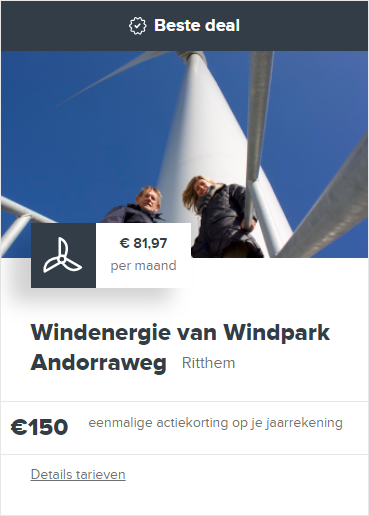 Beste deal
€ 81,97
per maand
Windenergie van Windpark
Andorraweg Ritthem
€150 eenmalige actiekorting op je jaarrekening
Details tarieven